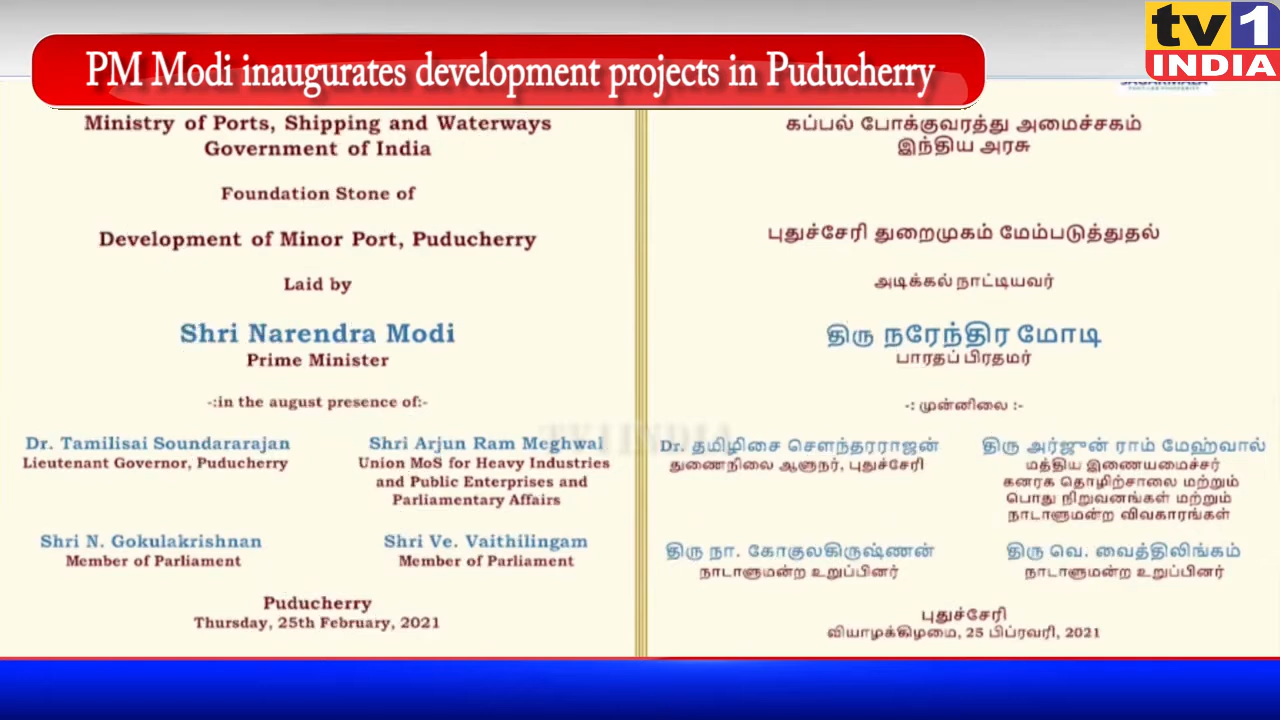 PM Modi inaugurates development projects in Puducherry
tv1
INDIA
Ministry of Ports, Shipping and Waterways
Government of India
Foundation Stone of
Development of Minor Port, Puducherry
Laid by
Shri Narendra Modi
Prime Minister
-:in the august presence of:-
Dr. Tamilisai Soundararajan
Lieutenant Governor, Puducherry
Shri Arjun Ram Meghwal
Union MoS for Heavy Industries
and Public Enterprises and
Parliamentary Affairs
Shri N. Gokulakrishnan
Member of Parliament
Shri Ve. Vaithilingam
Member of Parliament
Puducherry
Thursday, 25th February, 2021
கப்பல் போக்குவரத்து அமைச்சகம்
இந்திய அரசு
புதுச்சேரி துறைமுகம் மேம்படுத்துதல்
அடிக்கல் நாட்டியவர்
திரு நரேந்திர மோடி
பாரதப் பிரதமர்
-: முன்னிலை :-
Dr. தமிழிசை சௌந்தரராஜன்
துணைநிலை ஆளுநர், புதுச்சேரி
திரு அர்ஜுன் ராம் மேஹ்வால்
மத்திய இணையமைச்சர்
கனரக தொழிற்சாலை மற்றும்
பொது நிறுவனங்கள் மற்றும்
நாடாளுமன்ற விவகாரங்கள்
திரு நா. கோகுலகிருஷ்ணன்
நாடாளுமன்ற உறுப்பினர்
திரு வெ. வைத்திலிங்கம்
நாடாளுமன்ற உறுப்பினர்
புதுச்சேரி
வியாழக்கிழமை, 25 பிப்ரவரி, 2021
TV1 INDIA